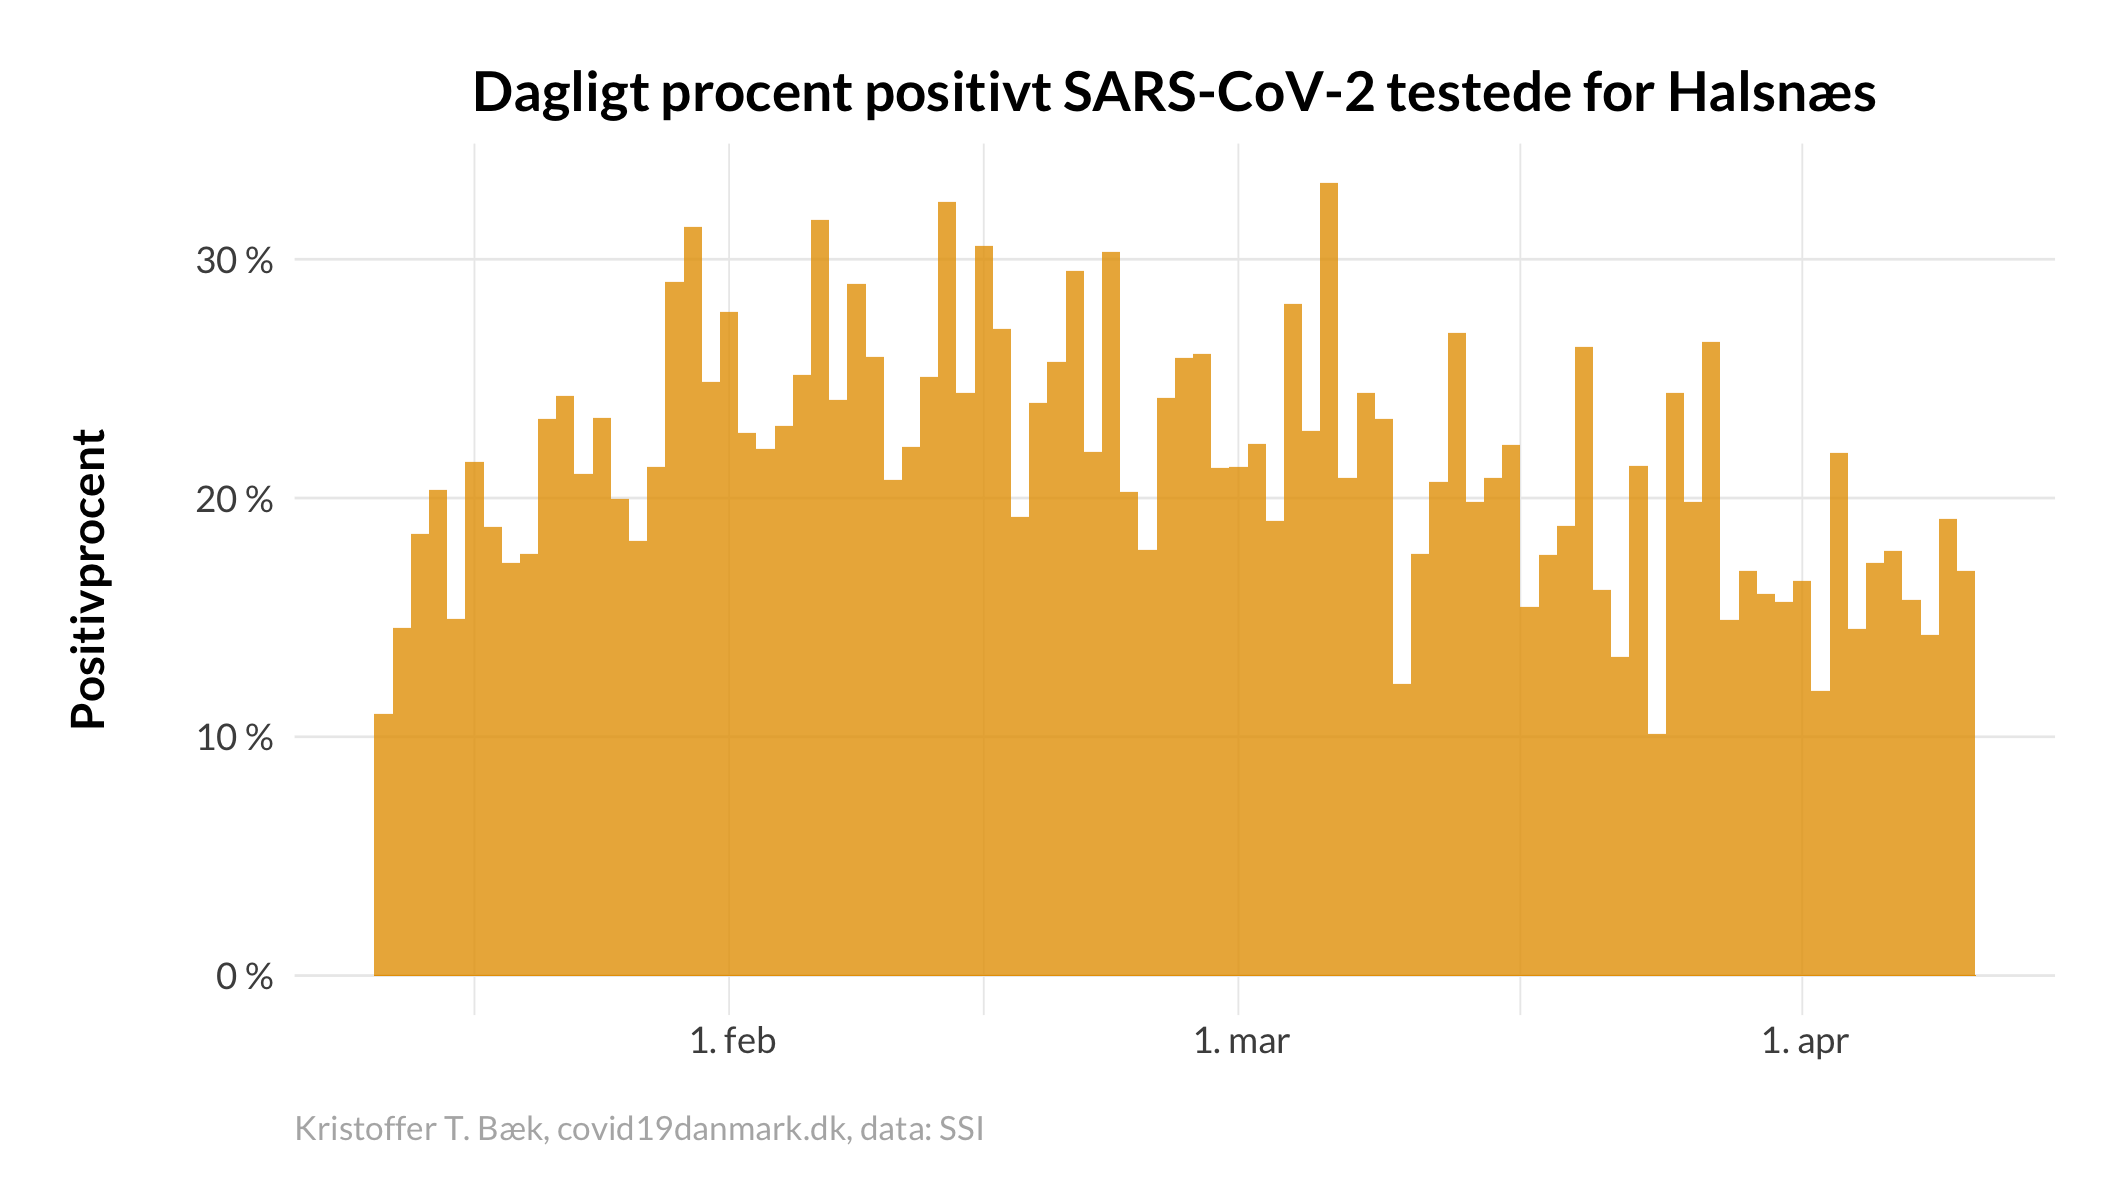 Dagligt procent positivt SARS-CoV-2 testede for Halsnæs
Positivprocent
30 %
20 %
10 %
0 %
1. feb
1. mar
1. apr
Kristoffer T. Bæk, covid19danmark.dk, data: SSI